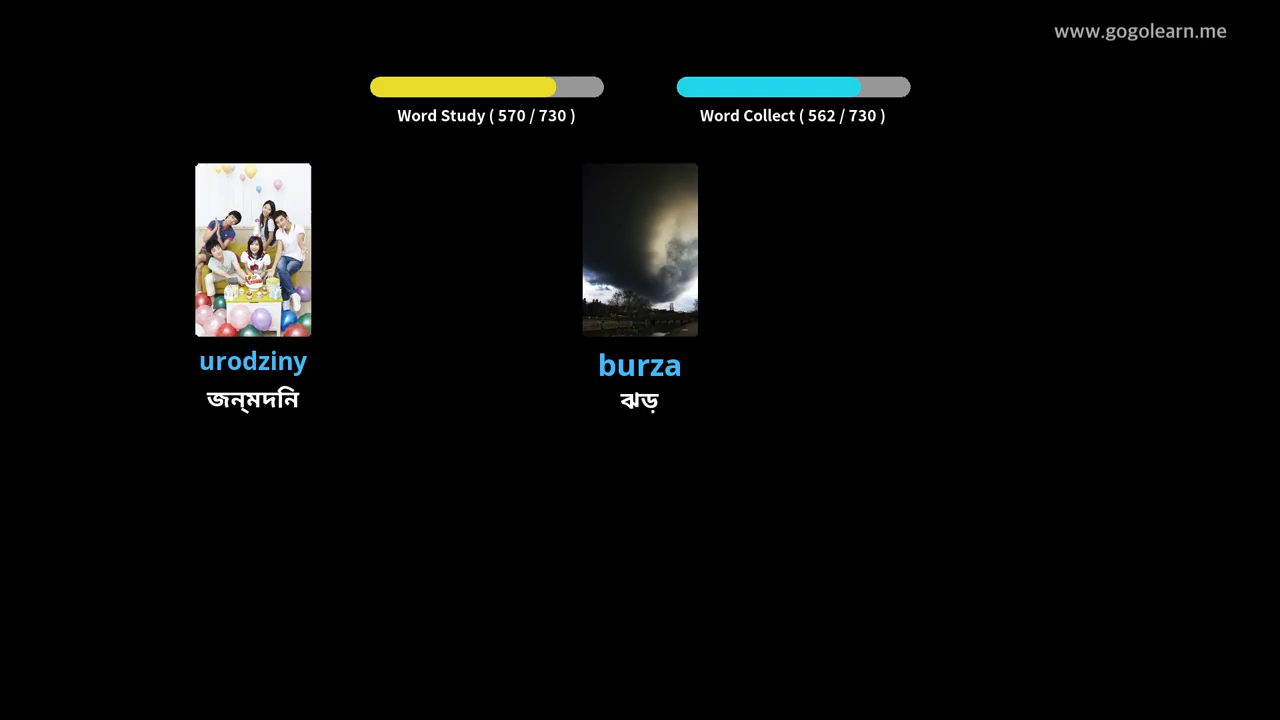 www.gogolearn.me
Word Study ( 570 / 730 )
Word Collect ( 562 / 730 )
urodziny
জন্মদিন
burza
ঝড়